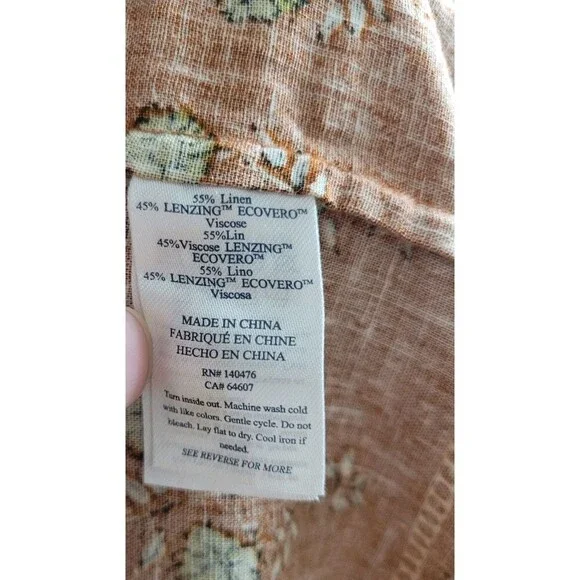 55% Linen
45% LENZING™ ECOVERO™
Viscose
55%Lin
45%Viscose LENZING™
ECOVERO™
55% Lino
45% LENZING™ ECOVERO™
Viscosa
MADE IN CHINA
FABRIQUÉ EN CHINE
HECHO EN CHINA
RN# 140476
CA# 64607
Turn inside out. Machine wash cold
with like colors. Gentle cycle. Do not
bleach. Lay flat to dry. Cool iron if
needed.
SEE REVERSE FOR MORE